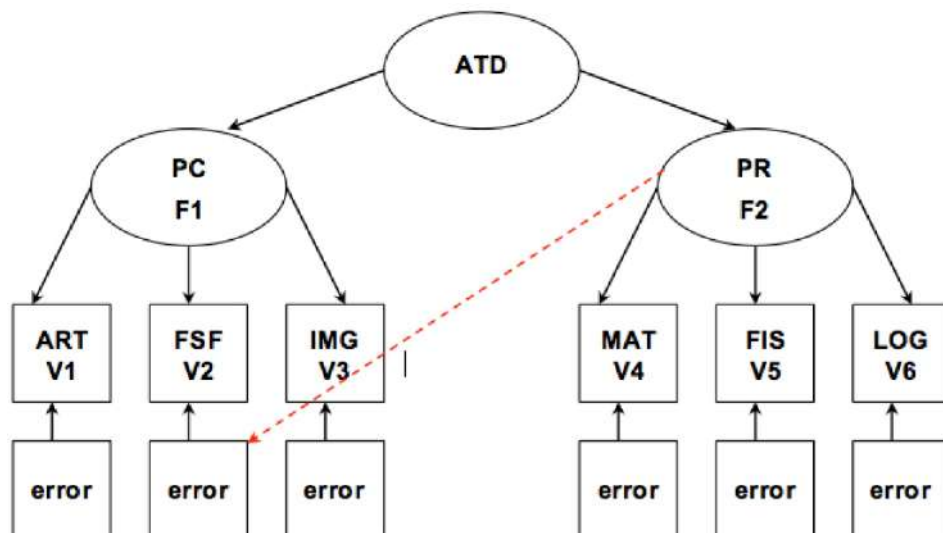 ATD
PC
F1
PR
F2
ART
V1
FSF
V2
IMG
V3
MAT
V4
FIS
V5
LOG
V6
error
error
error
error
error
error